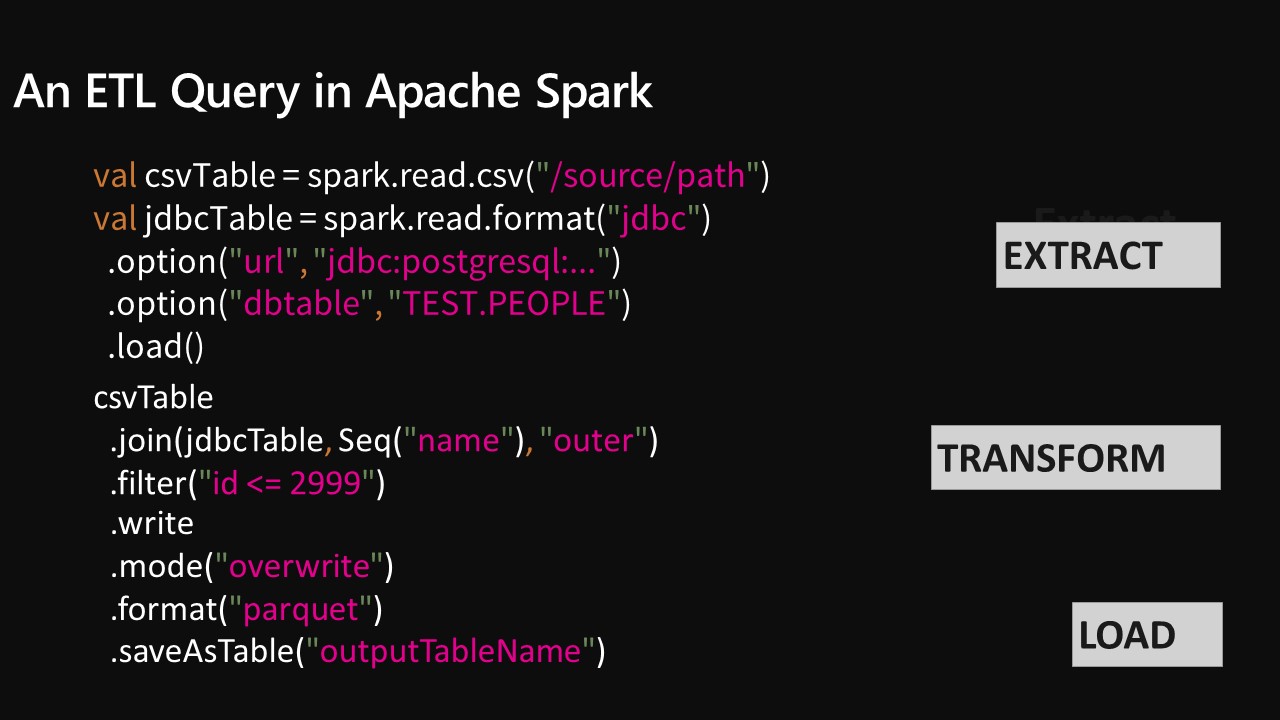 An ETL Query in Apache Spark
val csvTable = spark.read.csv("/source/path")
val jdbcTable = spark.read.format("jdbc")
.option("url", "jdbc:postgresql:...")
.option("dbtable", "TEST.PEOPLE")
.load()
Extract
EXTRACT
csvTable
.join(jdbcTable, Seq("name"), "outer")
.filter("id <= 2999")
TRANSFORM
.write
.mode("overwrite")
.format("parquet")
.saveAsTable("outputTableName")
LOAD